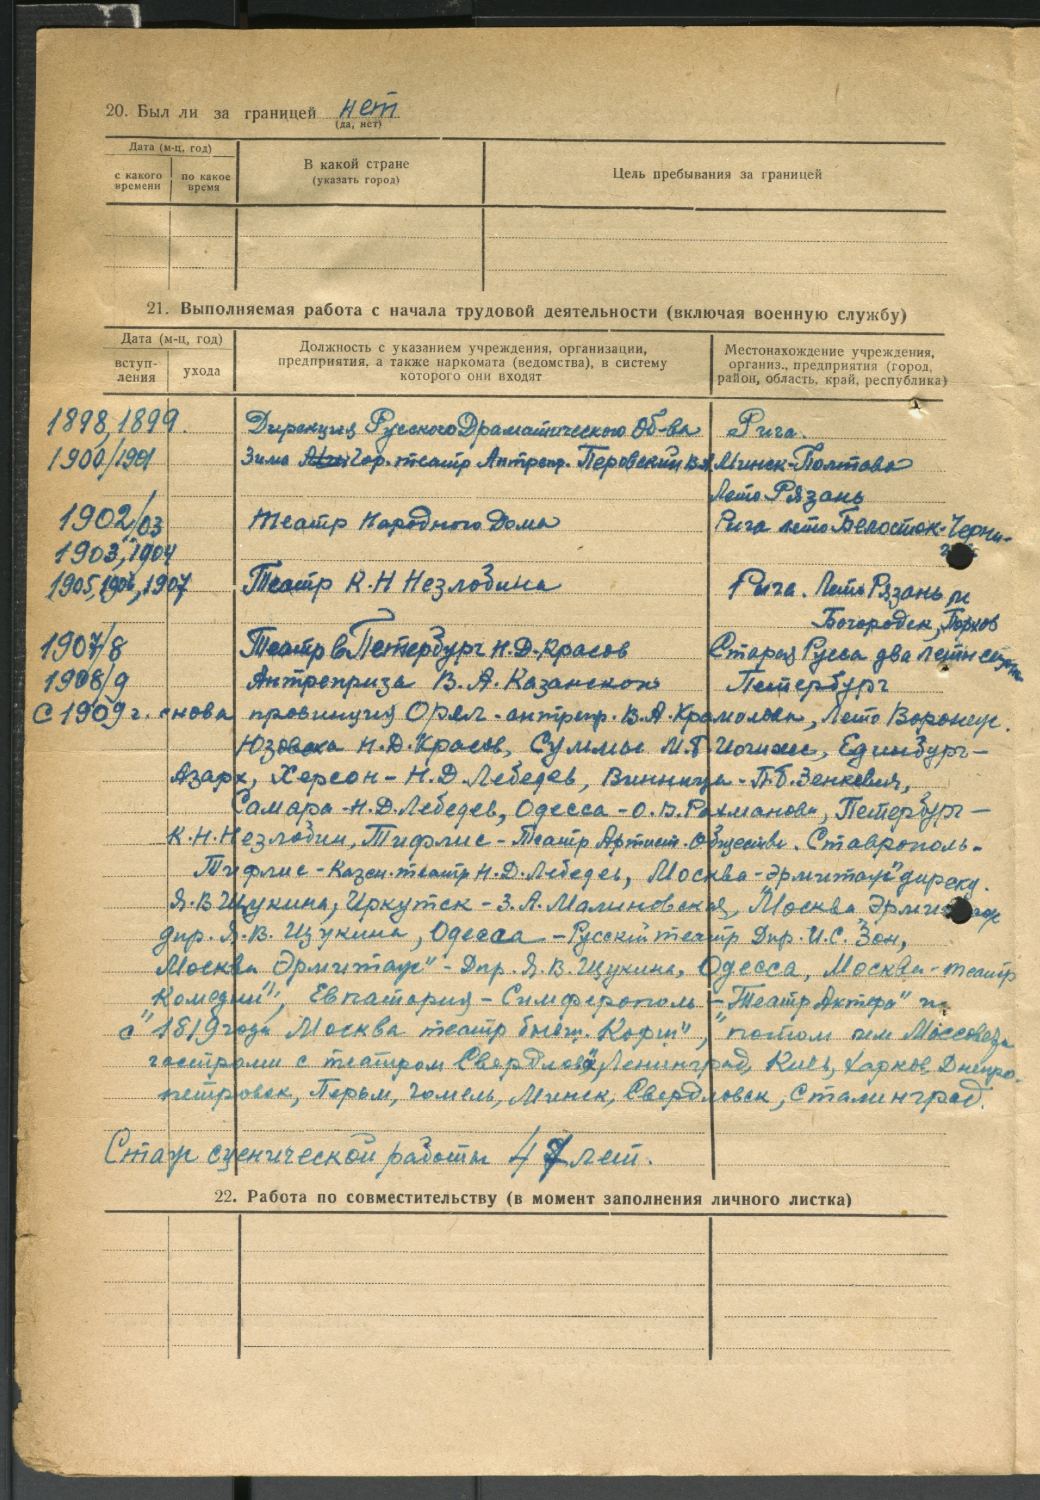 20. Был ли за границей нет
(да, нет)
Дата (м-ц, год)
с какого времени
по какое время
В какой стране
(указать город)
Цель пребывания за границей
21. Выполняемая работа с начала трудовой деятельности (включая военную службу)
Дата (м-ц, год)
вступ-
ления
ухода
Должность с указанием учреждения, организации,
предприятия, а также наркомата (ведомства), в систему
которого они входят
Местонахождение учреждения,
организ., предприятия (город,
район, область, край, республика)
1898, 1899. Дирекция Русского Драматического Об-ва Рига.
1900/1901 Зима гор. театр Антрепр. Перовский Минск-Полтава
Лето Рязань
1902/03 Театр Народного Дома Рига лето Белосток-Черни-
1903, 1904
1905, 1906, 1907 Театр К.Н Незлобина Рига. Лето Рязань и
Богородск,
1907/8 Театр в Петербург Н.Д. Красов Старая Русса два летн
1908/9 Антреприза В.А. Казанского Петербург
С 1909 г. снова провинция Орел - антрепр. В.А. Крамолова, Лето Воронеж.
Юзовка Н.Д. Красов, Сумы Единбург-
Азарх, Херсон - Н.Д. Лебедев, Винница - Зенкевич,
Самара - Н.Д. Лебедев, Одесса - О.В. Рахманова, Петербург -
К.Н. Незлобин, Тифлис - Театр Артист. Общества. Ставрополь-
Тифлис - Казен. театр Н.Д. Лебедев, Москва - Эрмитаж" дирекц.
Я.В Щукина, Иркутск - З.А. Малиновская, "Москва
дир. Я.В. Щукина, Одесса - Русский театр Дир. И.С. Зон,
Москва Эрмитаж" - Дир. Я.В. Щукина, Одесса, Москва - театр
Комедии", Евпатория - Симферополь - "Театр Актера" и
с 1919 года Москва театр бывш. Корш", потом им Моссовета
гастроли с театром Свердловск, Ленинград, Киев, Харков, Днепро-
петровск, Пермь, Гомель, Минск, Свердловск, Сталинград.
Стаж сценической работы 47 лет.
22. Работа по совместительству (в момент заполнения личного листка)